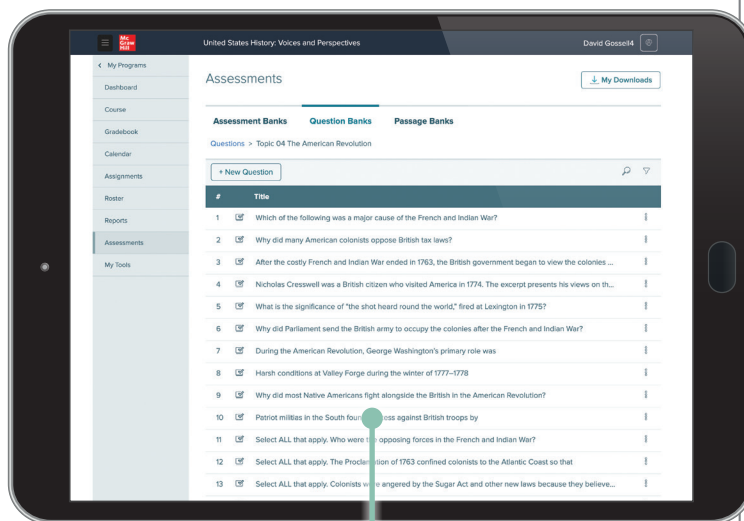 Mc
Graw
Hill
United States History: Voices and Perspectives
David Gossell4
My Programs
Dashboard
Course
Gradebook
Calendar
Assignments
Roster
Reports
Assessments
My Tools
Assessments
My Downloads
Assessment Banks Question Banks Passage Banks
Questions > Topic 04 The American Revolution
+ New Question
# Title
1 Which of the following was a major cause of the French and Indian War?
2 Why did many American colonists oppose British tax laws?
3 After the costly French and Indian War ended in 1763, the British government began to view the colonies ...
4 Nicholas Cresswell was a British citizen who visited America in 1774. The excerpt presents his views on th...
5 What is the significance of "the shot heard round the world," fired at Lexington in 1775?
6 Why did Parliament send the British army to occupy the colonies after the French and Indian War?
7 During the American Revolution, George Washington's primary role was
8 Harsh conditions at Valley Forge during the winter of 1777–1778
9 Why did most Native Americans fight alongside the British in the American Revolution?
10 Patriot militias in the South against British troops by
11 Select ALL that apply. Who were the opposing forces in the French and Indian War?
12 Select ALL that apply. The Proclamation of 1763 confined colonists to the Atlantic Coast so that
13 Select ALL that apply. Colonists were angered by the Sugar Act and other new laws because they believe...